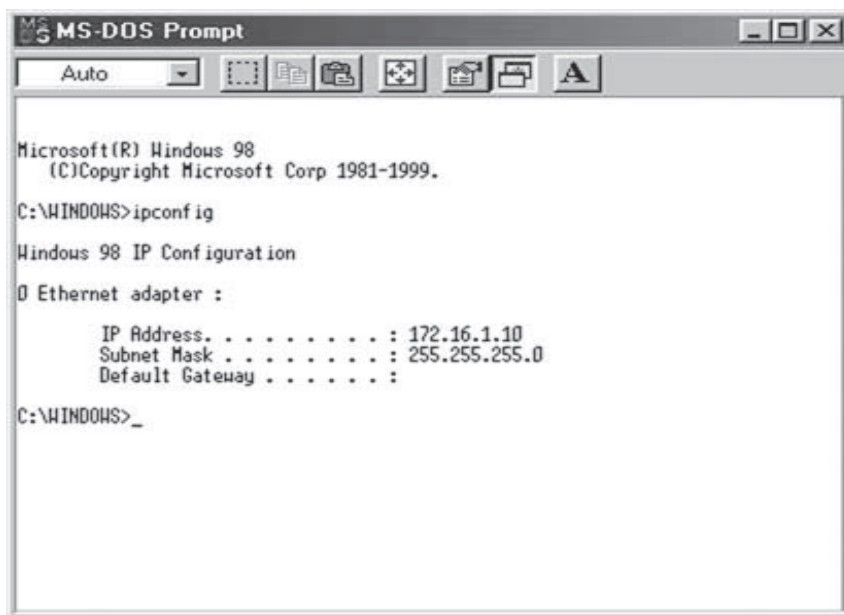 MS-DOS Prompt
Auto
A
Microsoft(R) Windows 98
(C)Copyright Microsoft Corp 1981-1999.
C:\WINDOWS>ipconfig
Windows 98 IP Configuration
0 Ethernet adapter :
IP Address. . . . . . . . . : 172.16.1.10
Subnet Mask . . . . . . . . : 255.255.255.0
Default Gateway . . . . . . :
C:\WINDOWS>_